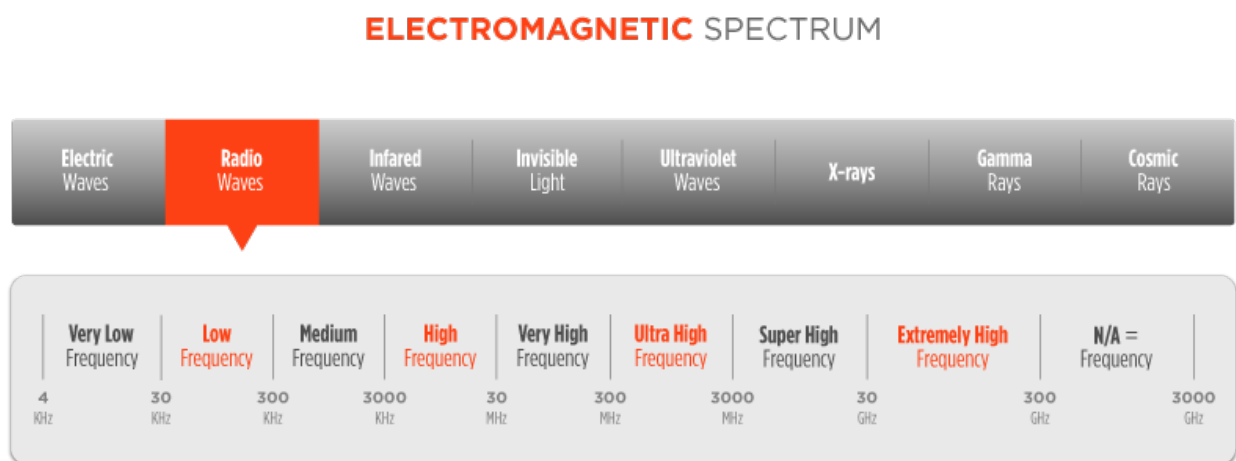 ELECTROMAGNETIC SPECTRUM
Electric
Waves
Radio
Waves
Infared
Waves
Invisible
Light
Ultraviolet
Waves
X-rays
Gamma
Rays
Cosmic
Rays
Very Low
Frequency
Low
Frequency
Medium
Frequency
High
Frequency
Very High
Frequency
Ultra High
Frequency
Super High
Frequency
Extremely High
Frequency
N/A =
Frequency
4
KHz
30
KHz
300
KHz
3000
KHz
30
MHz
300
MHz
3000
MHz
30
GHz
300
GHz
3000
GHz